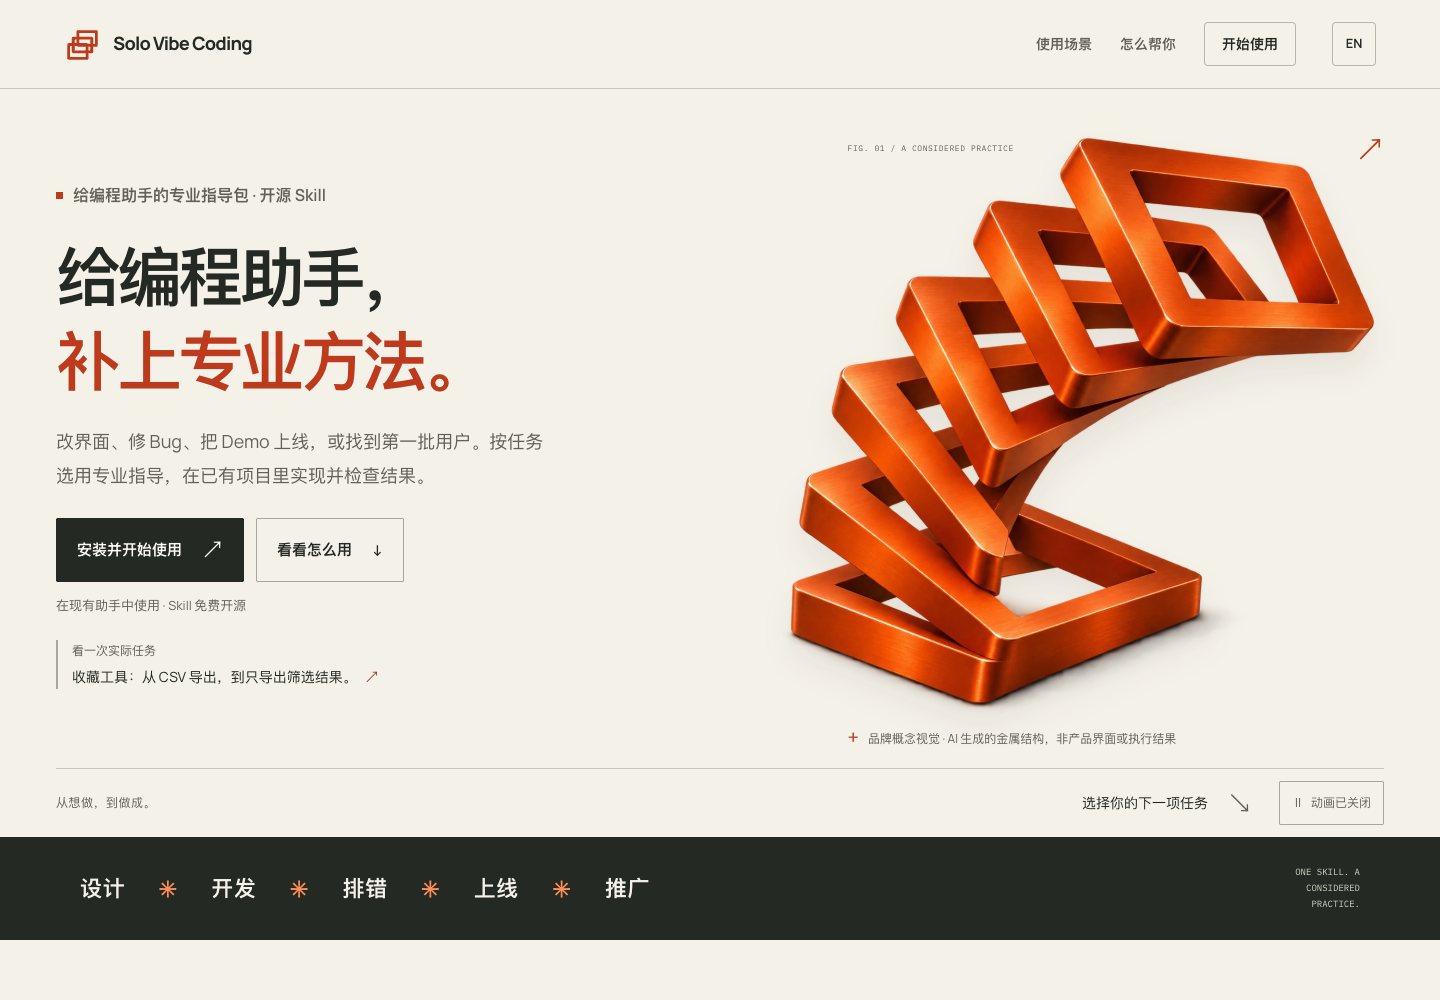 Solo Vibe Coding
使用场景
怎么帮你
开始使用
EN
FIG. 01 / A CONSIDERED PRACTICE
给编程助手的专业指导包 · 开源 Skill
给编程助手，
补上专业方法。
改界面、修 Bug、把 Demo 上线，或找到第一批用户。按任务
选用专业指导，在已有项目里实现并检查结果。
安装并开始使用 ↗
看看怎么用 ↓
在现有助手中使用 · Skill 免费开源
看一次实际任务
收藏工具：从 CSV 导出，到只导出筛选结果。 ↗
+ 品牌概念视觉 · AI 生成的金属结构，非产品界面或执行结果
从想做，到做成。
选择你的下一项任务 ↘
II 动画已关闭
设计 ✳ 开发 ✳ 排错 ✳ 上线 ✳ 推广
ONE SKILL. A
CONSIDERED
PRACTICE.